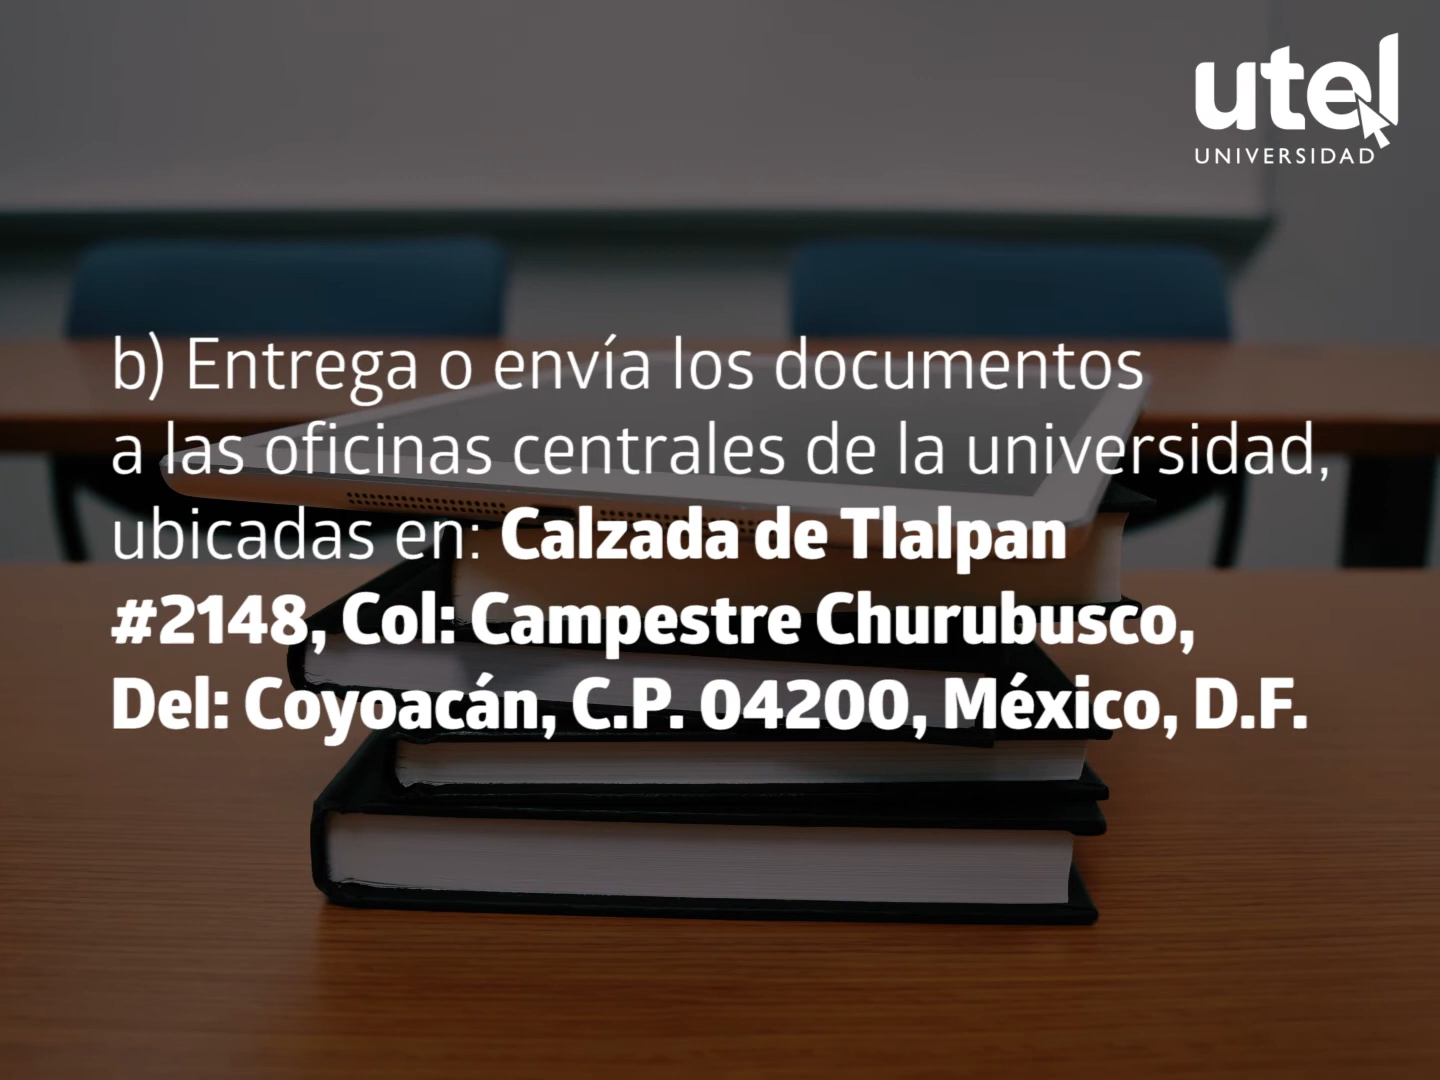 utel
UNIVERSIDAD
b) Entrega o envía los documentos
a las oficinas centrales de la universidad,
ubicadas en: Calzada de Tlalpan
#2148, Col: Campestre Churubusco,
Del: Coyoacán, C.P. 04200, México, D.F.